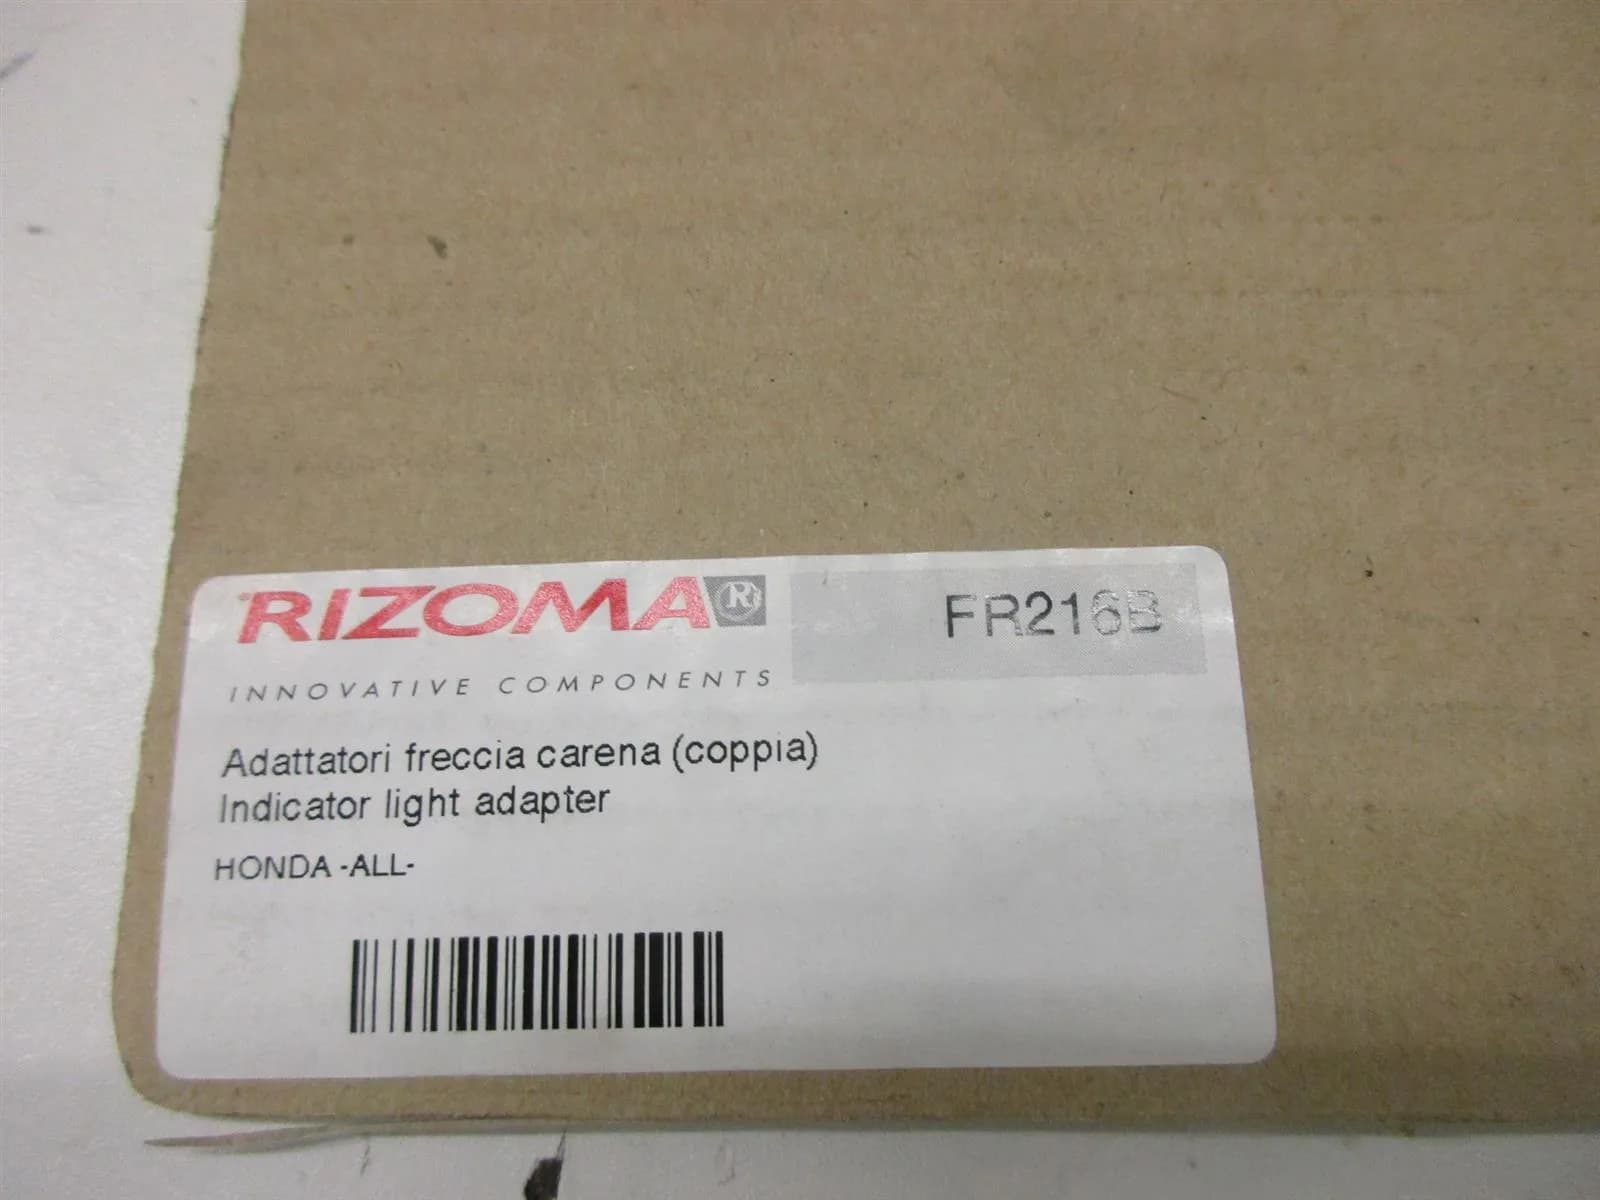 RIZOMA R
FR216B
INNOVATIVE COMPONENTS
Adattatori freccia carena (coppia)
Indicator light adapter
HONDA -ALL-